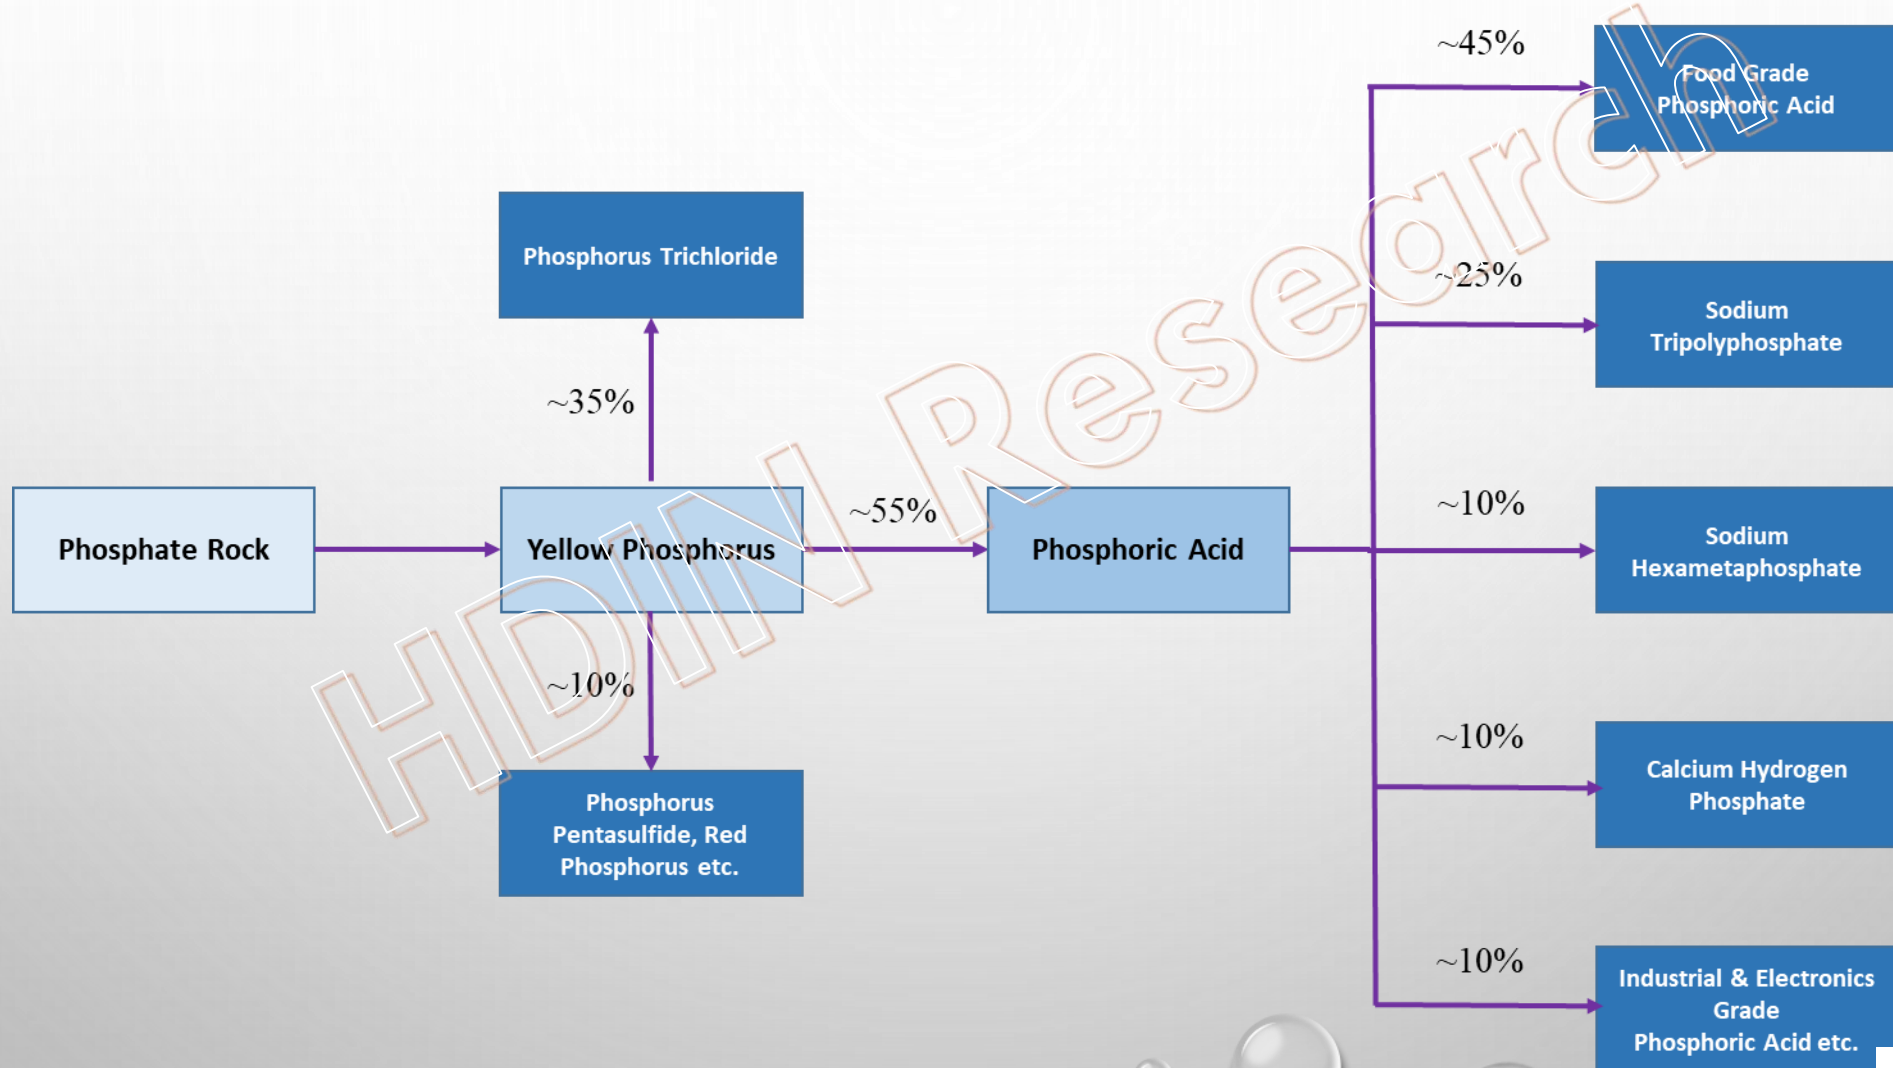 ~45%
Food Grade
Phosphoric Acid
Phosphorus Trichloride
~25%
Sodium
Tripolyphosphate
~35%
Phosphate Rock
Yellow Phosphorus
~55%
Phosphoric Acid
~10%
Sodium
Hexametaphosphate
~10%
Phosphorus
Pentasulfide, Red
Phosphorus etc.
~10%
Calcium Hydrogen
Phosphate
~10%
Industrial & Electronics
Grade
Phosphoric Acid etc.
HDIN Research